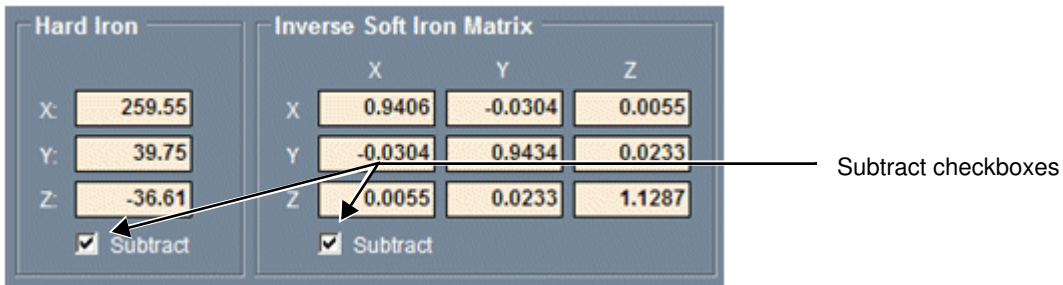 Hard Iron
X: 259.55
Y: 39.75
Z: -36.61
Subtract
Inverse Soft Iron Matrix
X Y Z
X 0.9406 -0.0304 0.0055
Y -0.0304 0.9434 0.0233
Z 0.0055 0.0233 1.1287
Subtract
Subtract checkboxes